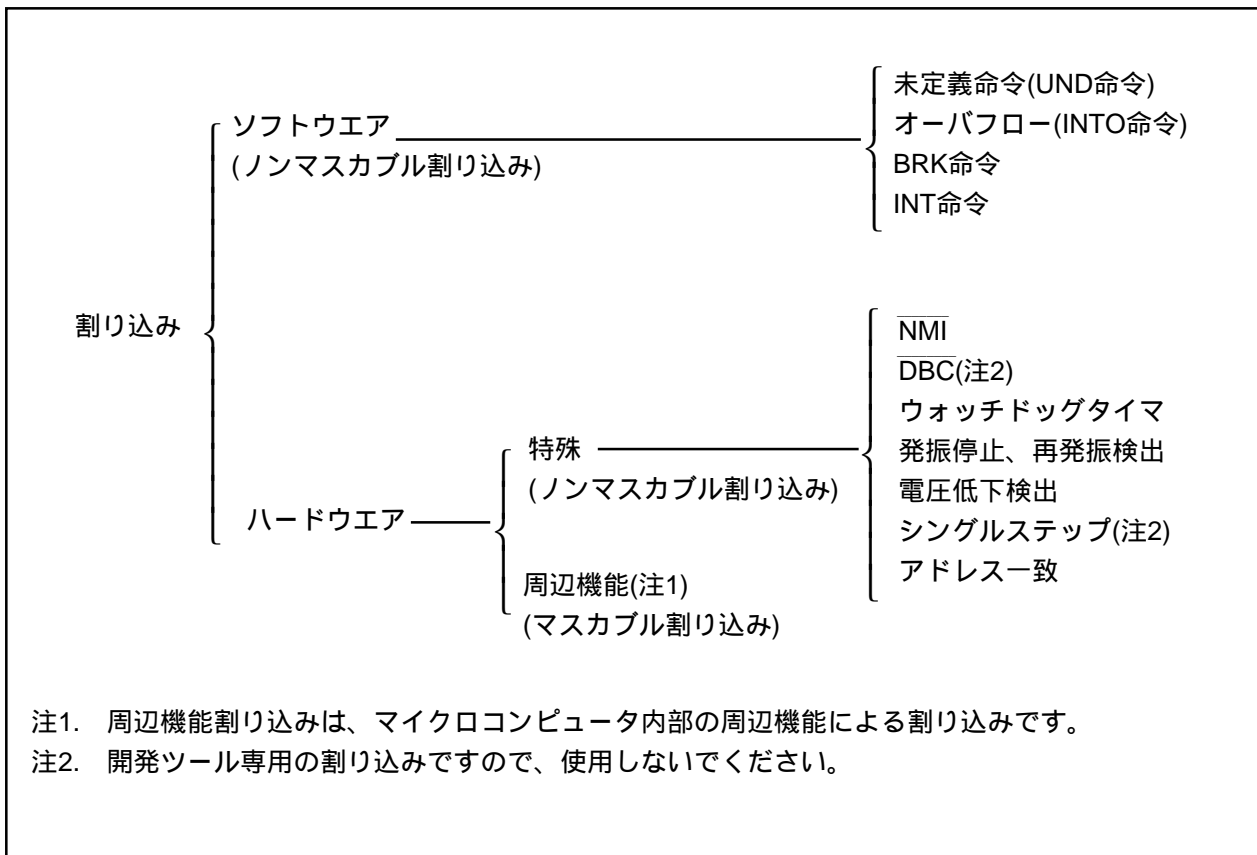 ソフトウエア
(ノンマスカブル割り込み)
未定義命令(UND命令)
オーバフロー(INTO命令)
BRK命令
INT命令
割り込み
ハードウエア
特殊
(ノンマスカブル割り込み)
NMI
DBC(注2)
ウォッチドッグタイマ
発振停止、再発振検出
電圧低下検出
シングルステップ(注2)
アドレス一致
周辺機能(注1)
(マスカブル割り込み)
注1. 周辺機能割り込みは、マイクロコンピュータ内部の周辺機能による割り込みです。
注2. 開発ツール専用の割り込みですので、使用しないでください。